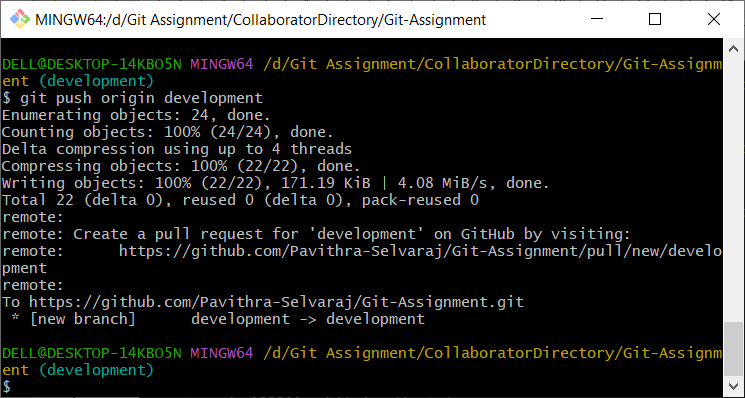 MINGW64:/d/Git Assignment/CollaboratorDirectory/Git-Assignment
DELL@DESKTOP-14KBO5N MINGW64 /d/Git Assignment/CollaboratorDirectory/Git-Assignm
ent (development)
$ git push origin development
Enumerating objects: 24, done.
Counting objects: 100% (24/24), done.
Delta compression using up to 4 threads
Compressing objects: 100% (22/22), done.
Writing objects: 100% (22/22), 171.19 KiB | 4.08 MiB/s, done.
Total 22 (delta 0), reused 0 (delta 0), pack-reused 0
remote:
remote: Create a pull request for 'development' on GitHub by visiting:
remote:      https://github.com/Pavithra-Selvaraj/Git-Assignment/pull/new/develo
pment
remote:
To https://github.com/Pavithra-Selvaraj/Git-Assignment.git
 * [new branch]      development -> development
DELL@DESKTOP-14KBO5N MINGW64 /d/Git Assignment/CollaboratorDirectory/Git-Assignm
ent (development)
$